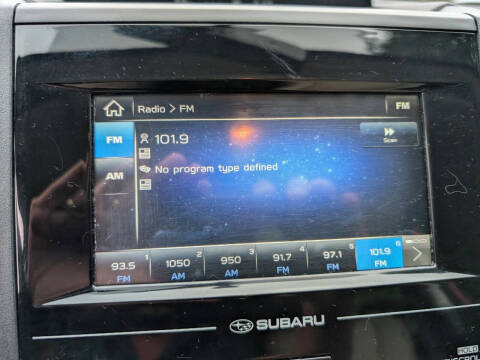 Radio > FM FM
FM
101.9
Scan
AM
No program type defined
1 2 3 4 5 6
93.5 1050 950 91.7 97.1 101.9
FM AM AM FM FM FM
SUBARU
HOLD